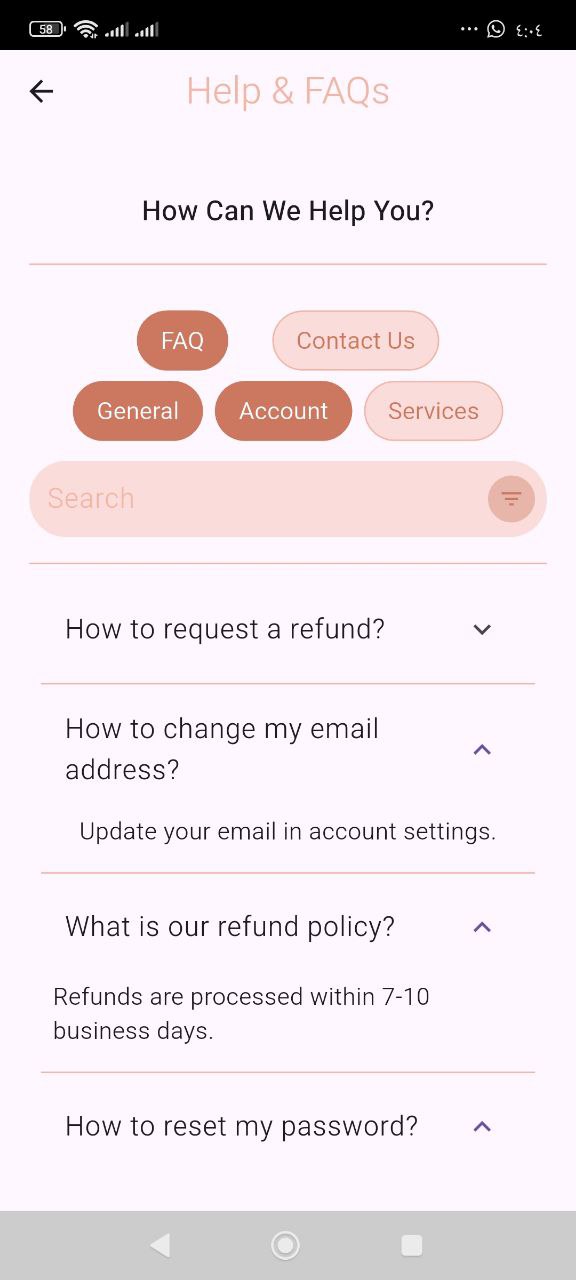 58
٤:٠٤
Help & FAQs
How Can We Help You?
FAQ
Contact Us
General
Account
Services
Search
How to request a refund?
How to change my email
address?
Update your email in account settings.
What is our refund policy?
Refunds are processed within 7-10
business days.
How to reset my password?